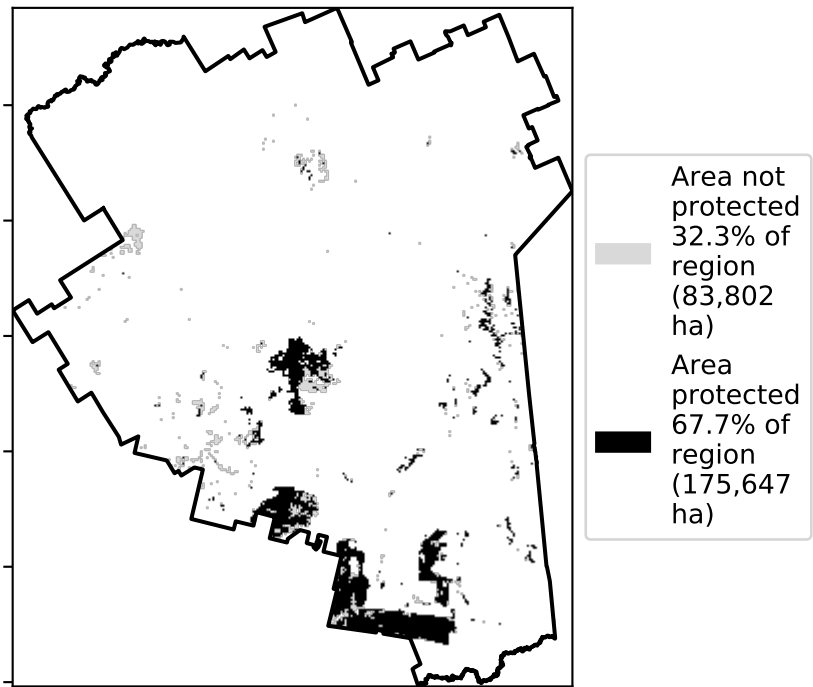 Area not
protected
32.3% of
region
(83,802
ha)
Area
protected
67.7% of
region
(175,647
ha)